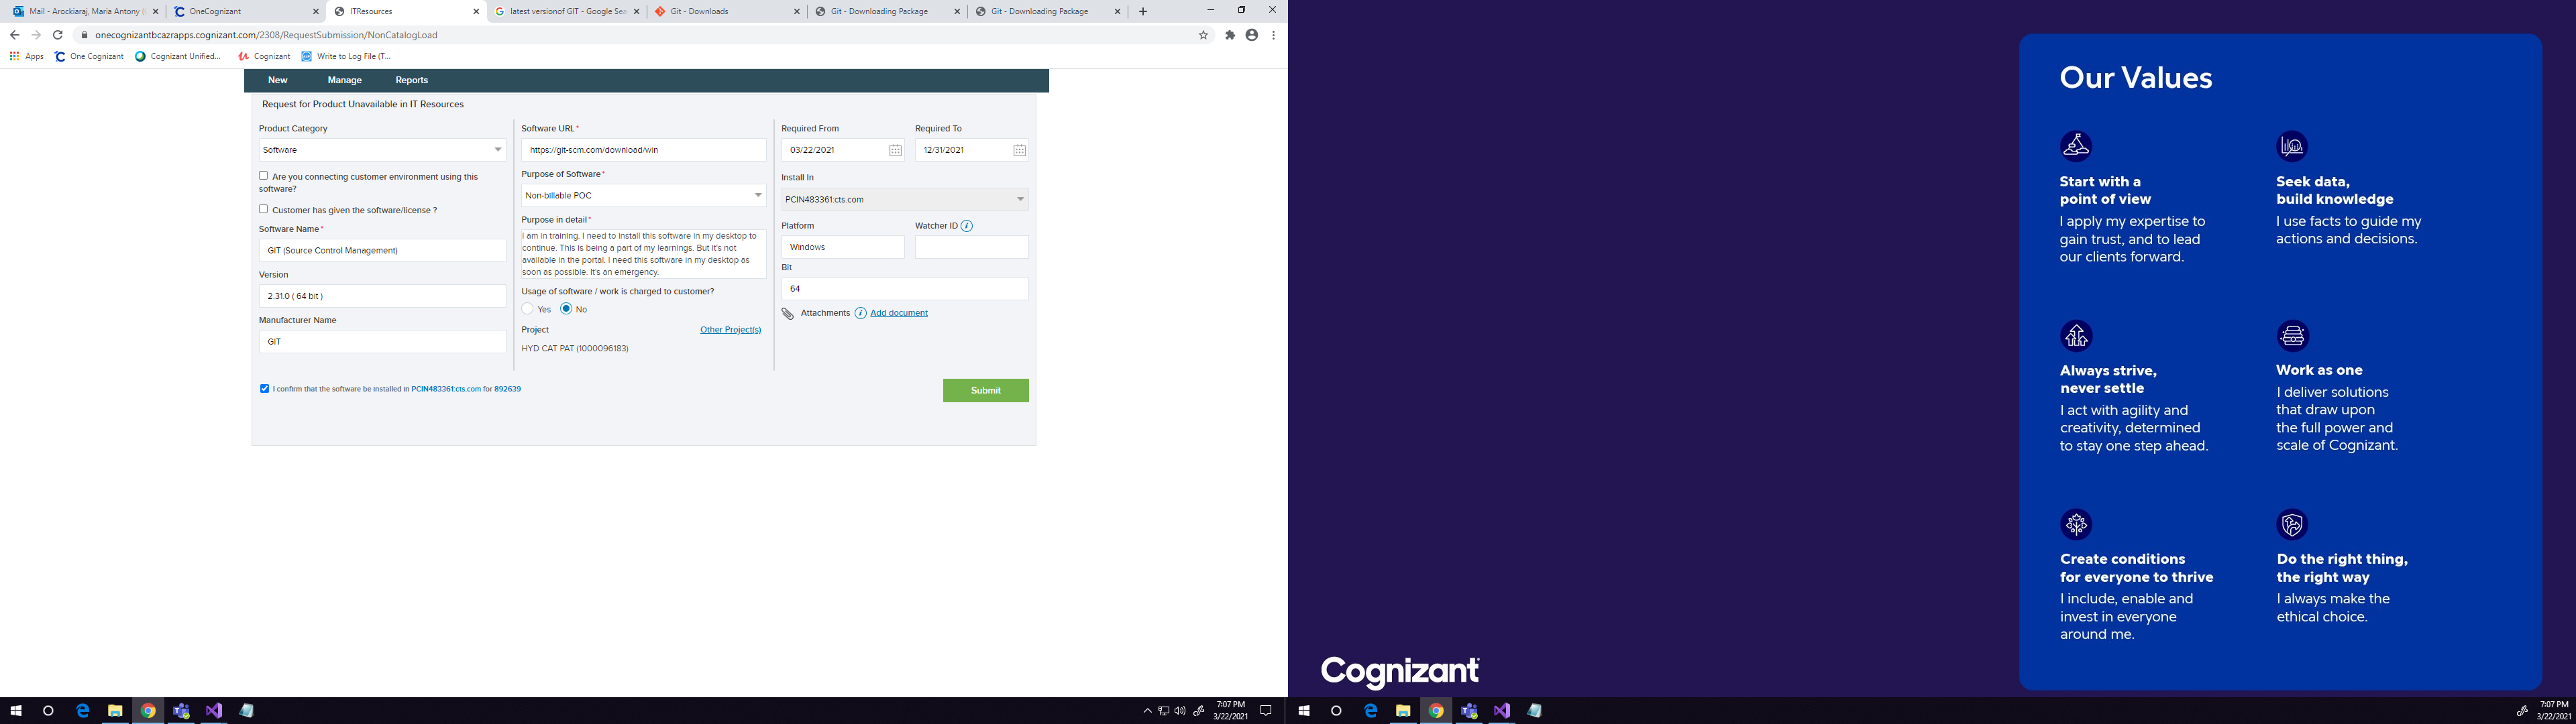 Mail - Arockiaraj, Maria Antony
OneCognizant
ITResources
latest versionof GIT - Google Sea
Git - Downloads
Git - Downloading Package
Git - Downloading Package
onecognizantbcazrapps.cognizant.com/2308/RequestSubmission/NonCatalogLoad
Apps
One Cognizant
Cognizant Unified...
Cognizant
Write to Log File (T...
New
Manage
Reports
Request for Product Unavailable in IT Resources
Product Category
Software
Are you connecting customer environment using this
software?
Customer has given the software/license ?
Software Name*
GIT (Source Control Management)
Version
2.31.0 ( 64 bit )
Manufacturer Name
GIT
Software URL*
https://git-scm.com/download/win
Purpose of Software*
Non-billable POC
Purpose in detail*
I am in training. I need to install this software in my desktop to
continue. This is being a part of my learnings. But it's not
available in the portal. I need this software in my desktop as
soon as possible. It's an emergency.
Usage of software / work is charged to customer?
Yes
No
Project
Other Project(s)
HYD CAT PAT (1000096183)
Required From
Required To
03/22/2021
12/31/2021
Install In
PCIN483361:cts.com
Platform
Watcher ID
Windows
Bit
64
Attachments
Add document
I confirm that the software be installed in PCIN483361:cts.com for 892639
Submit
7:07 PM
3/22/2021
Our Values
Start with a
point of view
I apply my expertise to
gain trust, and to lead
our clients forward.
Seek data,
build knowledge
I use facts to guide my
actions and decisions.
Always strive,
never settle
I act with agility and
creativity, determined
to stay one step ahead.
Work as one
I deliver solutions
that draw upon
the full power and
scale of Cognizant.
Create conditions
for everyone to thrive
I include, enable and
invest in everyone
around me.
Do the right thing,
the right way
I always make the
ethical choice.
Cognizant
7:07 PM
3/22/2021